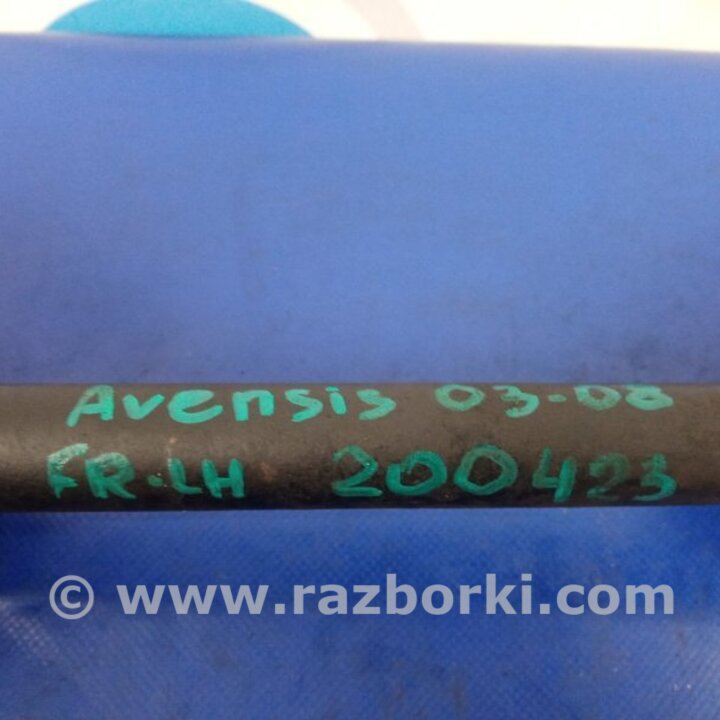 Avensis 03-08
FR-LH 200423
© www.razborki.com